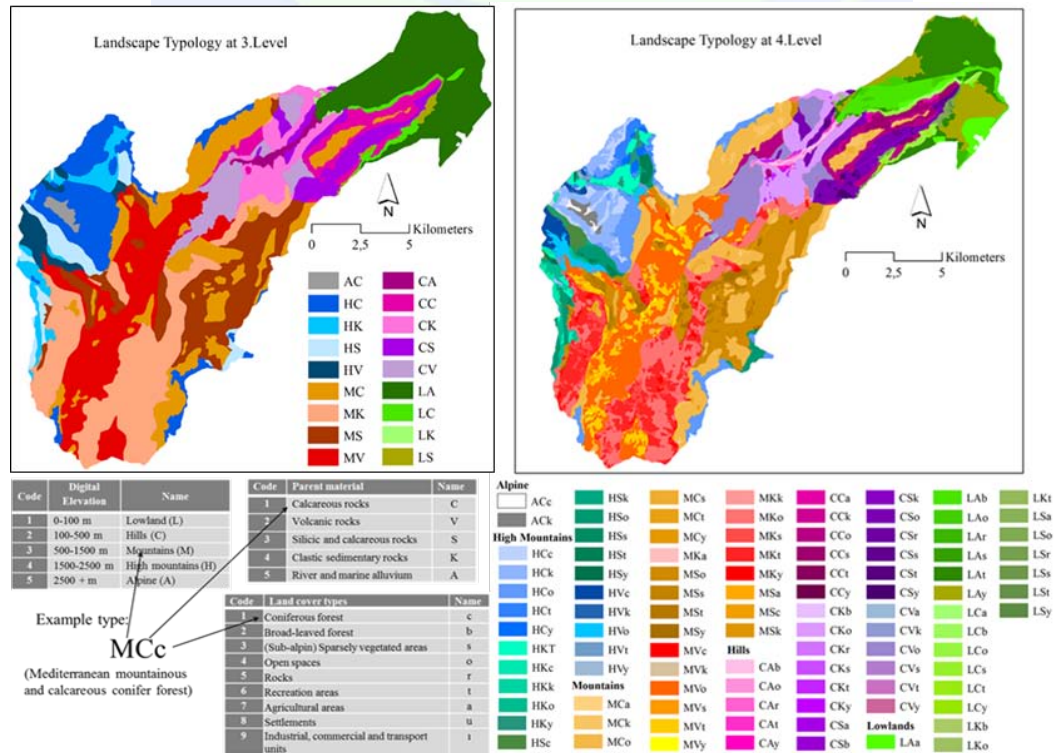 Landscape Typology at 3.Level
N
0 2,5 5 Kilometers
AC CA
HC CC
HK CK
HS CS
HV CV
MC LA
MK LC
MS LK
MV LS
Landscape Typology at 4.Level
N
0 2,5 5 Kilometers
Code Digital Elevation Name
1 0-100 m Lowland (L)
2 100-500 m Hills (C)
3 500-1500 m Mountains (M)
4 1500-2500 m High mountains (H)
5 2500 + m Alpine (A)
Code Parent material Name
1 Calcareous rocks C
2 Volcanic rocks V
3 Silicic and calcareous rocks S
4 Clastic sedimentary rocks K
5 River and marine alluvium A
Example type:
MCc
(Mediterranean mountainous
and calcareous conifer forest)
Code Land cover types Name
1 Coniferous forest c
2 Broad-leaved forest b
3 (Sub-alpin) Sparsely vegetated areas s
4 Open spaces o
5 Rocks r
6 Recreation areas t
7 Agricultural areas a
8 Settlements u
9 Industrial, commercial and transport units ı
Alpine
ACc
ACk
High Mountains
HCc
HCk
HCo
HCt
HCy
HKT
HKc
HKk
HKo
HKy
HSc
HSk
HSo
HSs
HSt
HSy
HVc
HVk
HVo
HVt
HVy
Mountains
MCa
MCk
MCo
MCs
MCt
MCy
MKa
MSo
MSs
MSt
MSy
MVc
MVk
MVo
MVs
MVt
MVy
MKk
MKo
MKs
MKt
MKy
MSa
MSc
MSk
Hills
CAb
CAo
CAr
CAt
CAy
CCa
CCk
CCo
CCs
CCt
CCy
CKb
CKo
CKr
CKs
CKt
CKy
CSa
CSb
CSk
CSo
CSr
CSs
CSt
CSy
CVa
CVk
CVo
CVs
CVt
CVy
Lowlands
LAa
LAb
LAo
LAr
LAs
LAt
LAy
LCa
LCb
LCo
LCs
LCt
LCy
LKb
LKo
LKt
LSa
LSo
LSr
LSs
LSt
LSy